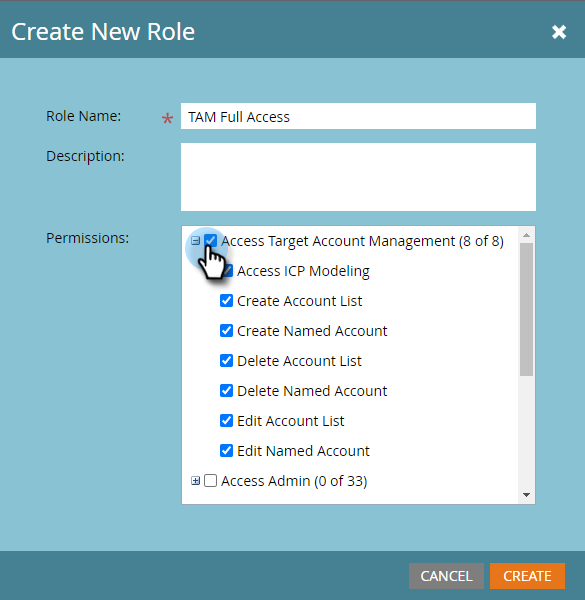 Create New Role
Role Name: * TAM Full Access
Description:
Permissions:
Access Target Account Management (8 of 8)
Access ICP Modeling
Create Account List
Create Named Account
Delete Account List
Delete Named Account
Edit Account List
Edit Named Account
Access Admin (0 of 33)
CANCEL
CREATE